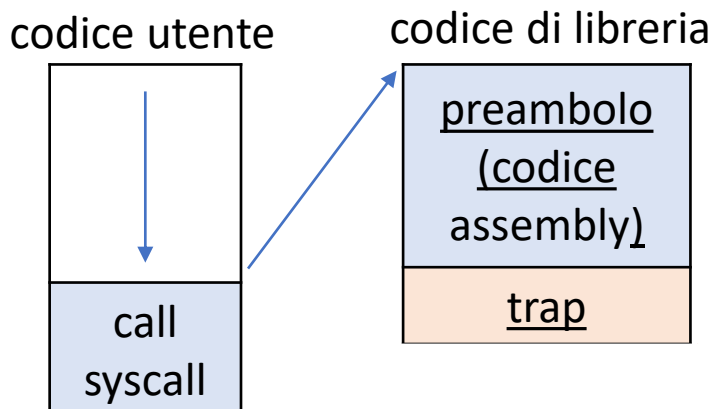 codice utente
call
syscall
codice di libreria
preambolo
(codice
assembly)
trap